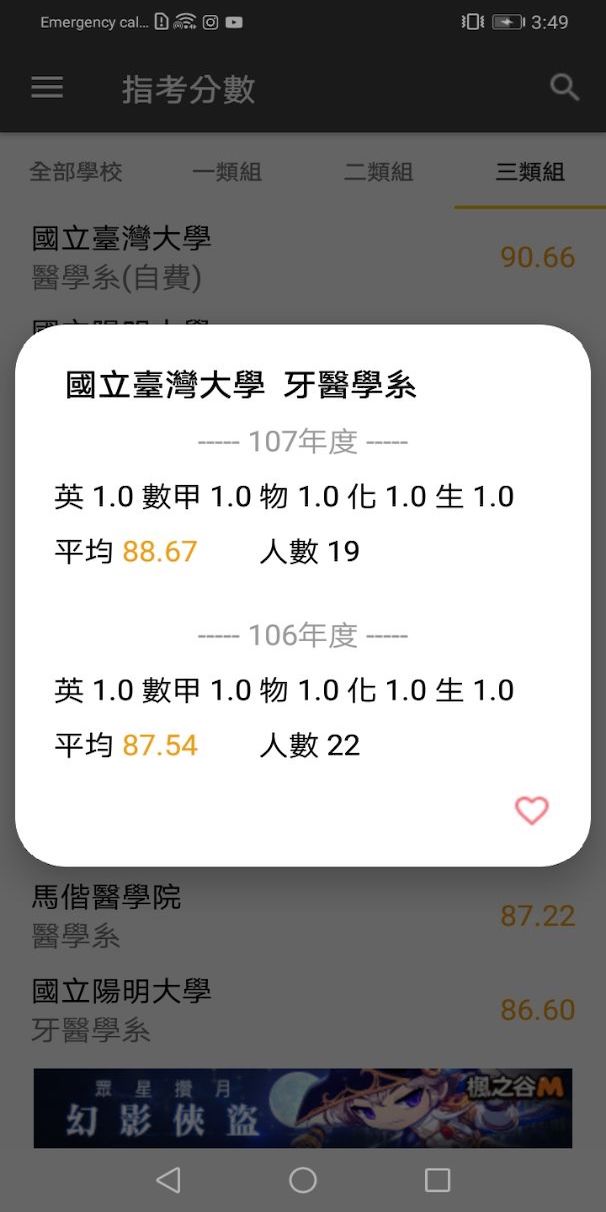 Emergency cal... 3:49
指考分數
全部學校 一類組 二類組 三類組
國立臺灣大學
醫學系(自費) 90.66
國立臺灣大學 牙醫學系
----- 107年度 -----
英 1.0 數甲 1.0 物 1.0 化 1.0 生 1.0
平均 88.67 人數 19
----- 106年度 -----
英 1.0 數甲 1.0 物 1.0 化 1.0 生 1.0
平均 87.54 人數 22
馬偕醫學院
醫學系 87.22
國立陽明大學
牙醫學系 86.60
眾星攢月
幻影俠盜
楓之谷M